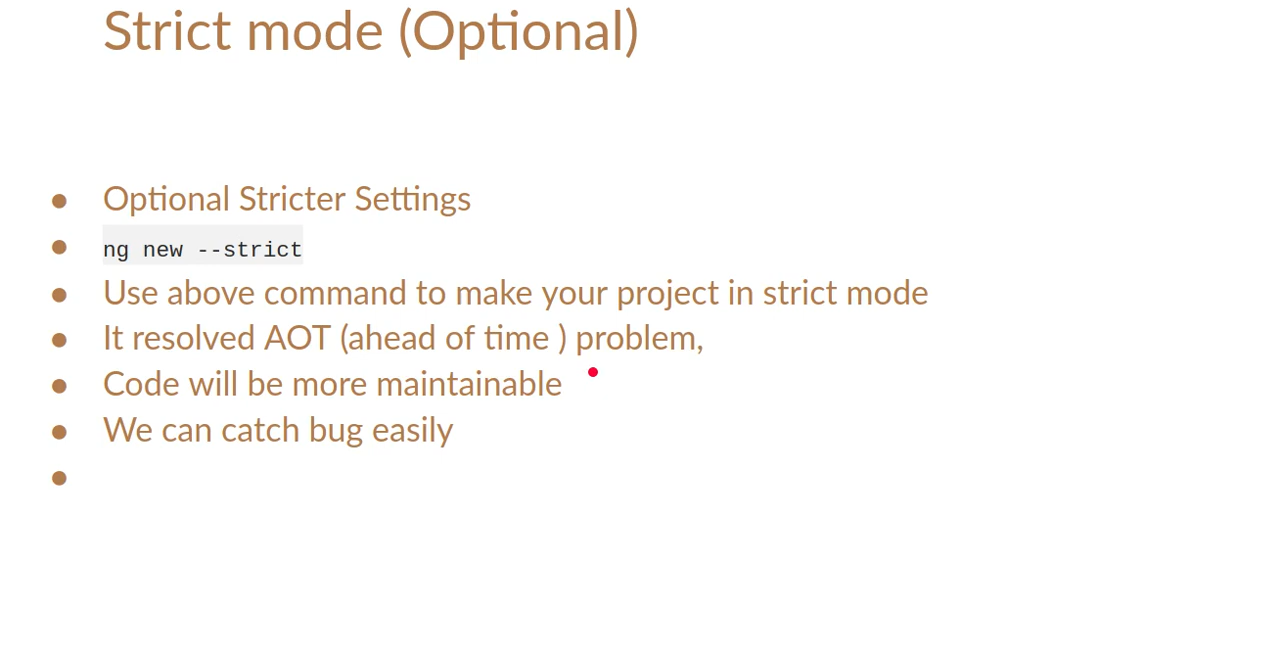 Strict mode (Optional)
Optional Stricter Settings
ng new --strict
Use above command to make your project in strict mode
It resolved AOT (ahead of time ) problem,
Code will be more maintainable
We can catch bug easily